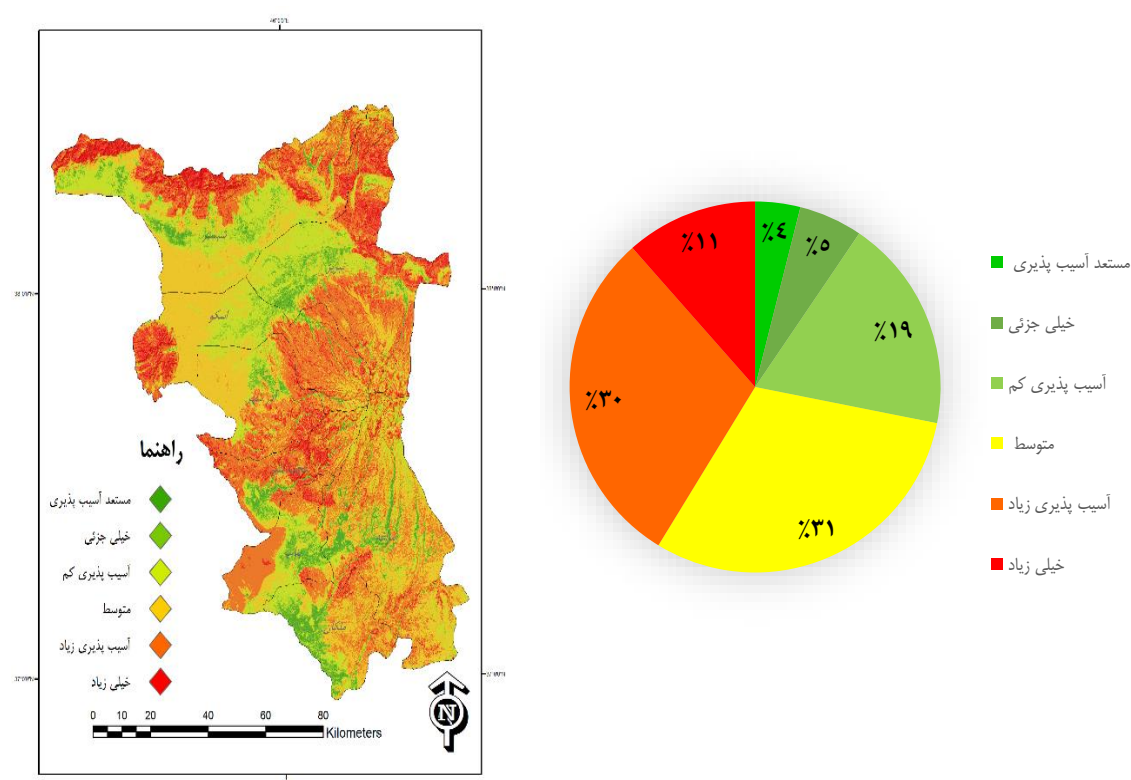 راهنما
مستعد آسیب پذیری
خیلی جزئی
آسیب پذیری کم
متوسط
آسیب پذیری زیاد
خیلی زیاد
0 10 20 40 60 80
Kilometers
N
اسکو
٪۴
٪۵
٪۱۹
٪۳۱
٪۳۰
٪۱۱
مستعد آسیب پذیری
خیلی جزئی
آسیب پذیری کم
متوسط
آسیب پذیری زیاد
خیلی زیاد